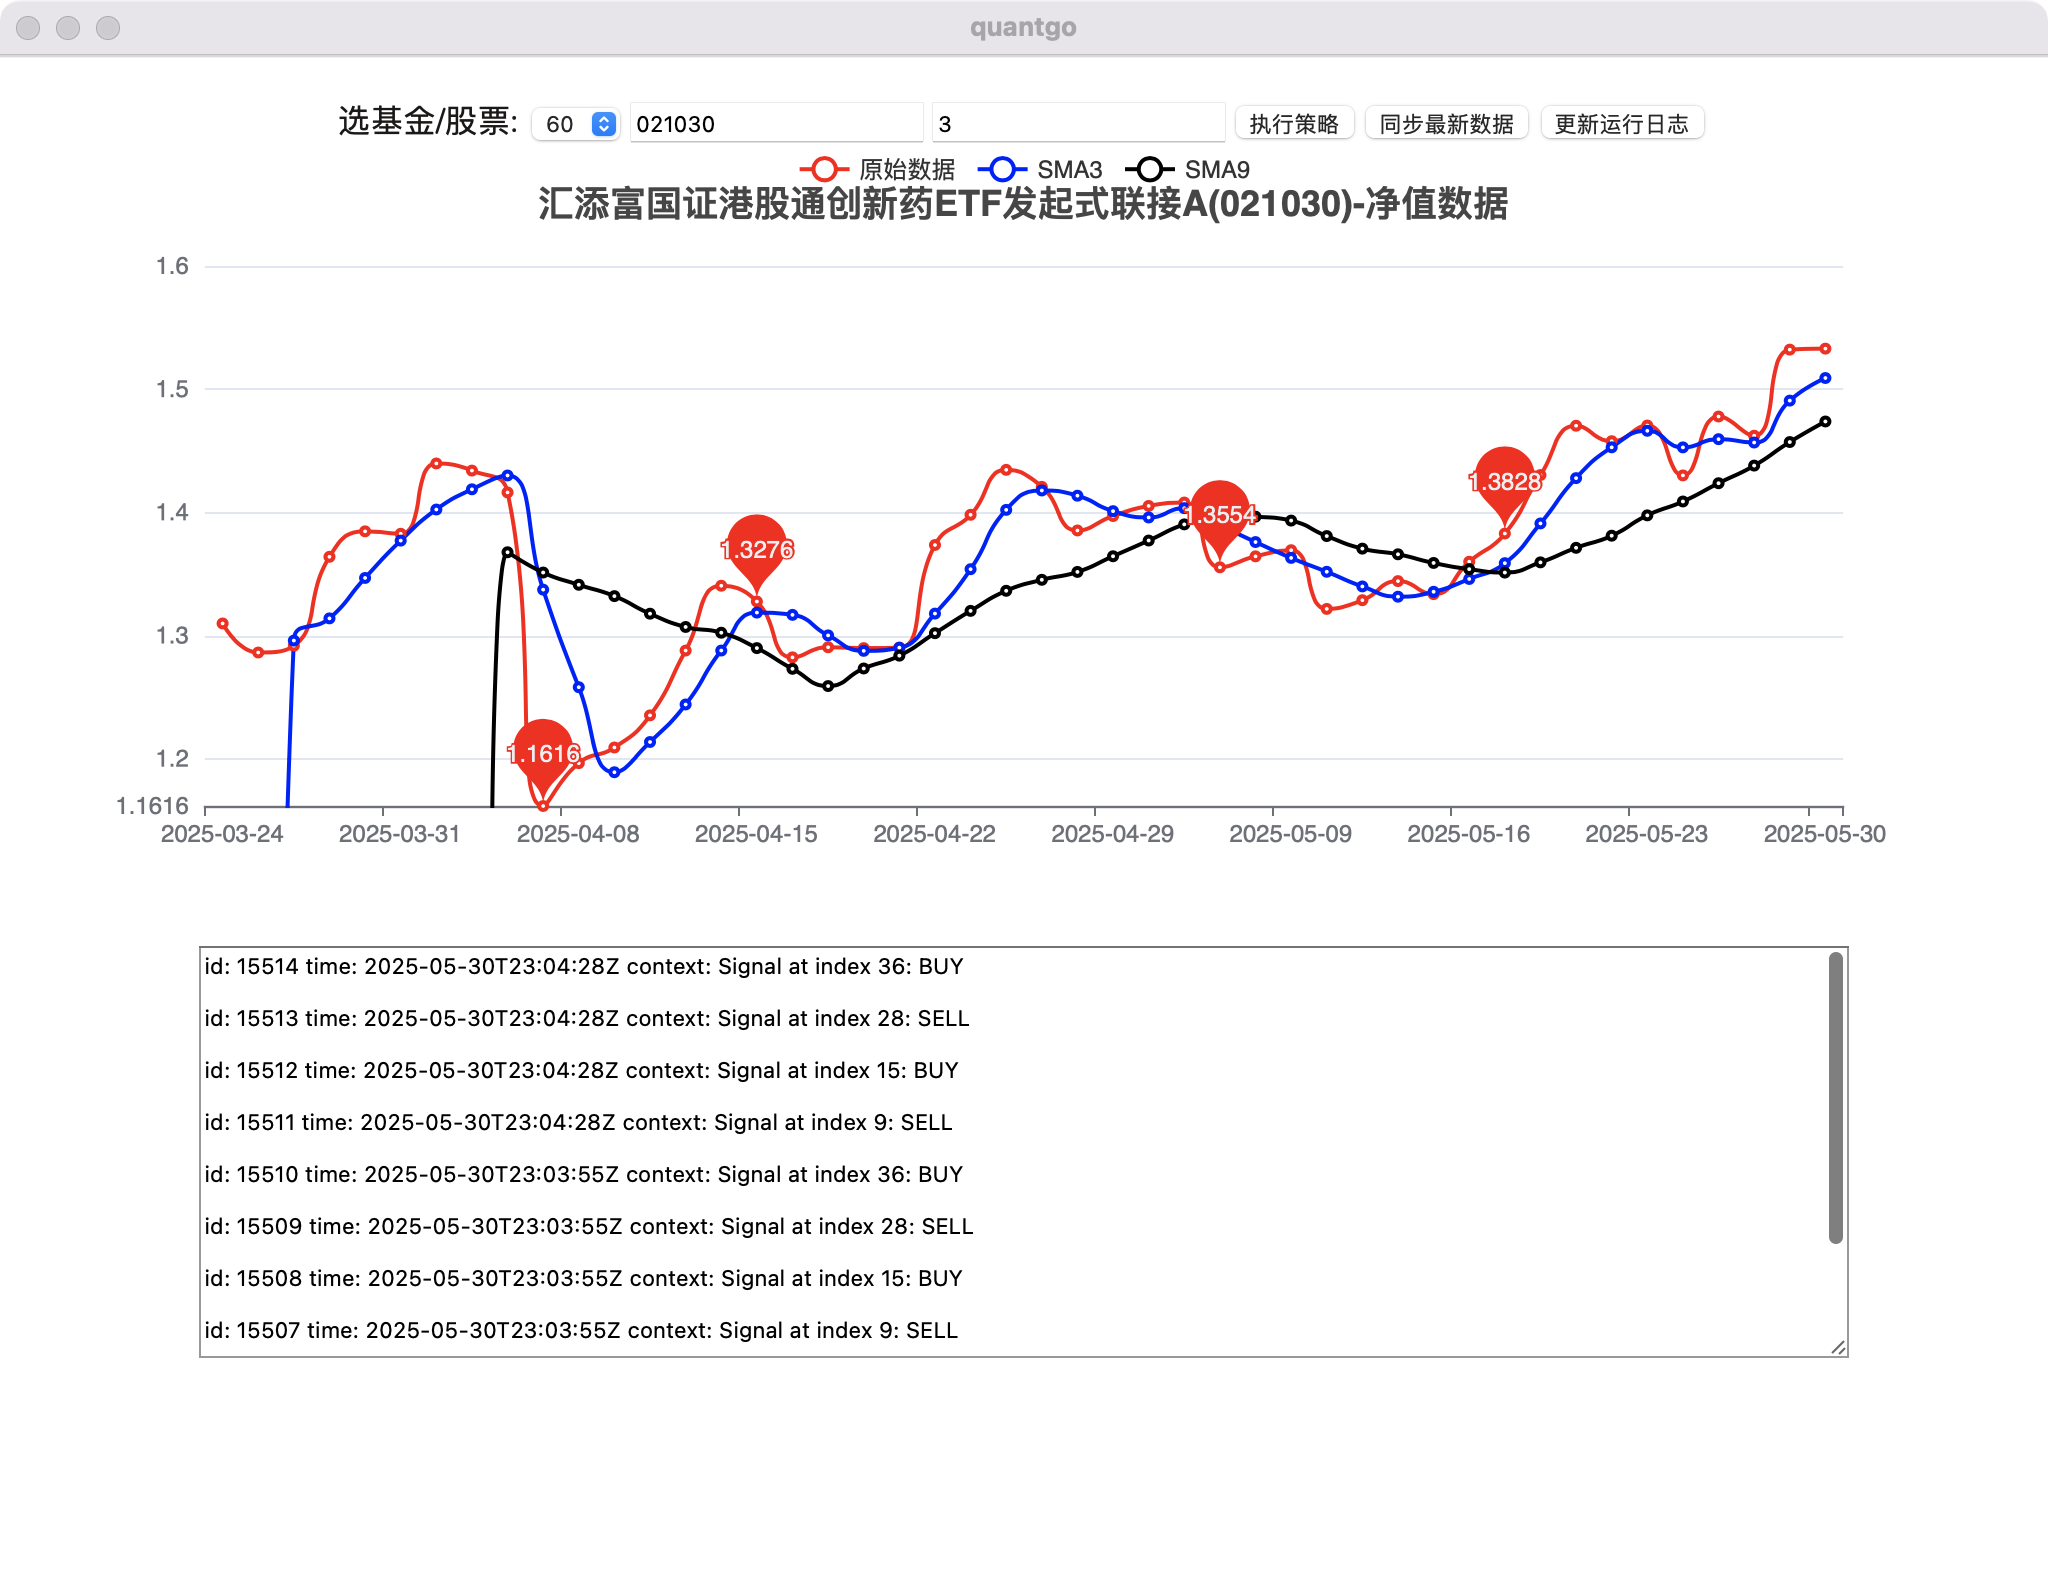 quantgo
选基金/股票: 60 021030 3 执行策略 同步最新数据 更新运行日志
原始数据 SMA3 SMA9
汇添富国证港股通创新药ETF发起式联接A(021030)-净值数据
1.6
1.5
1.3828
1.4
1.3554
1.3276
1.3
1.1616
1.2
1.1616
2025-03-24 2025-03-31 2025-04-08 2025-04-15 2025-04-22 2025-04-29 2025-05-09 2025-05-16 2025-05-23 2025-05-30
id: 15514 time: 2025-05-30T23:04:28Z context: Signal at index 36: BUY
id: 15513 time: 2025-05-30T23:04:28Z context: Signal at index 28: SELL
id: 15512 time: 2025-05-30T23:04:28Z context: Signal at index 15: BUY
id: 15511 time: 2025-05-30T23:04:28Z context: Signal at index 9: SELL
id: 15510 time: 2025-05-30T23:03:55Z context: Signal at index 36: BUY
id: 15509 time: 2025-05-30T23:03:55Z context: Signal at index 28: SELL
id: 15508 time: 2025-05-30T23:03:55Z context: Signal at index 15: BUY
id: 15507 time: 2025-05-30T23:03:55Z context: Signal at index 9: SELL